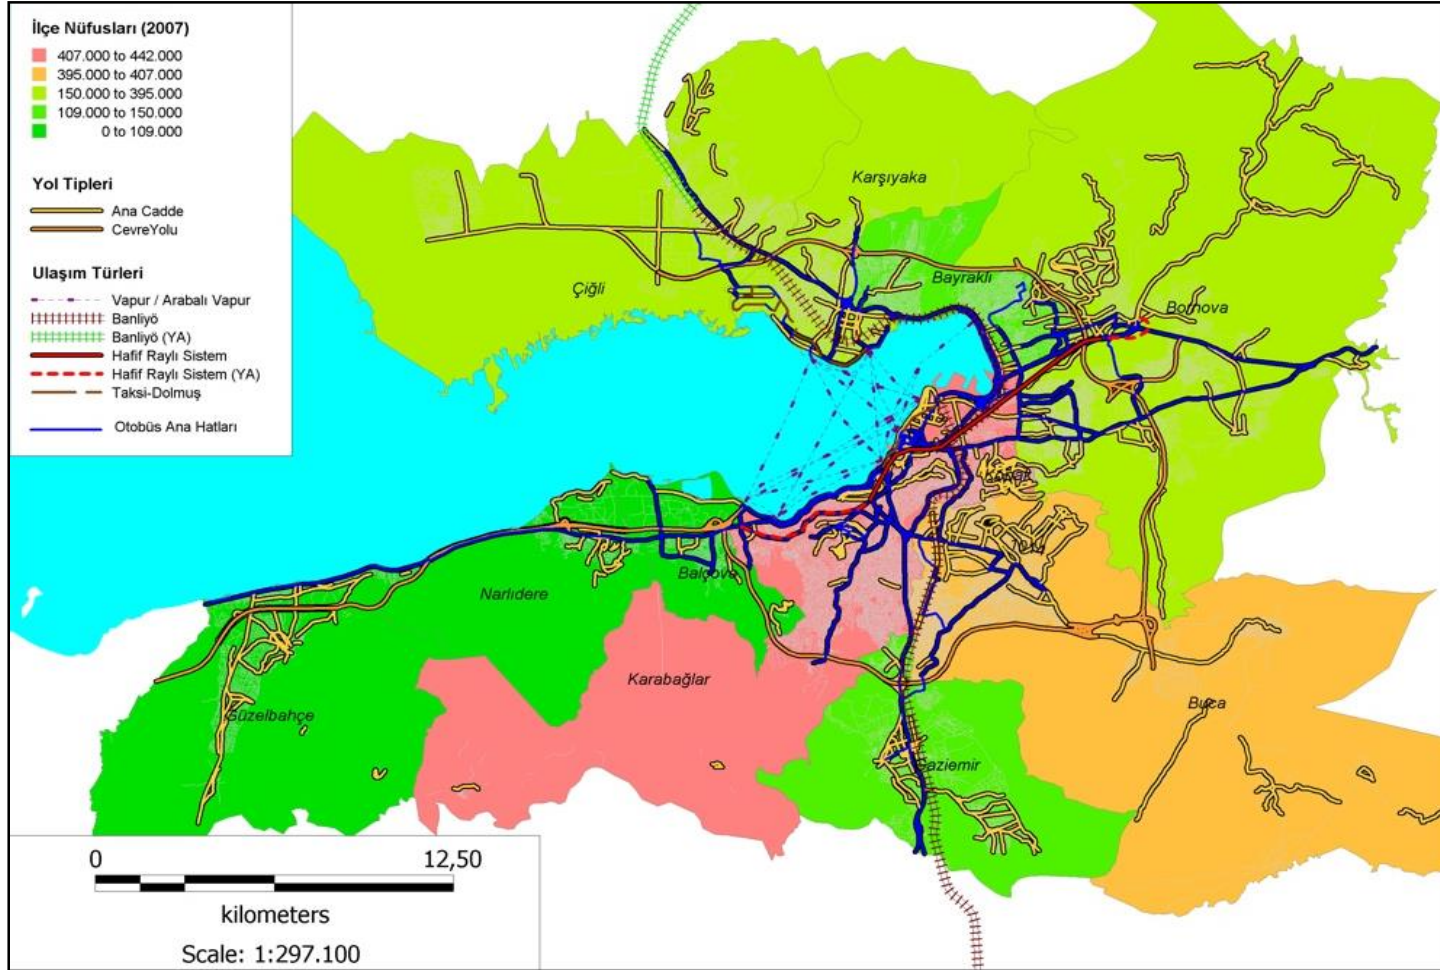 İlçe Nüfusları (2007)
407.000 to 442.000
395.000 to 407.000
150.000 to 395.000
109.000 to 150.000
0 to 109.000
Yol Tipleri
Ana Cadde
CevreYolu
Ulaşım Türleri
Vapur / Arabalı Vapur
Banliyö
Banliyö (YA)
Hafif Raylı Sistem
Hafif Raylı Sistem (YA)
Taksi-Dolmuş
Otobüs Ana Hatları
Karşıyaka
Bayraklı
Çiğli
Bornova
Balçova
Narlıdere
Karabağlar
Buca
Güzelbahçe
Gaziemir
0 12,50
kilometers
Scale: 1:297.100